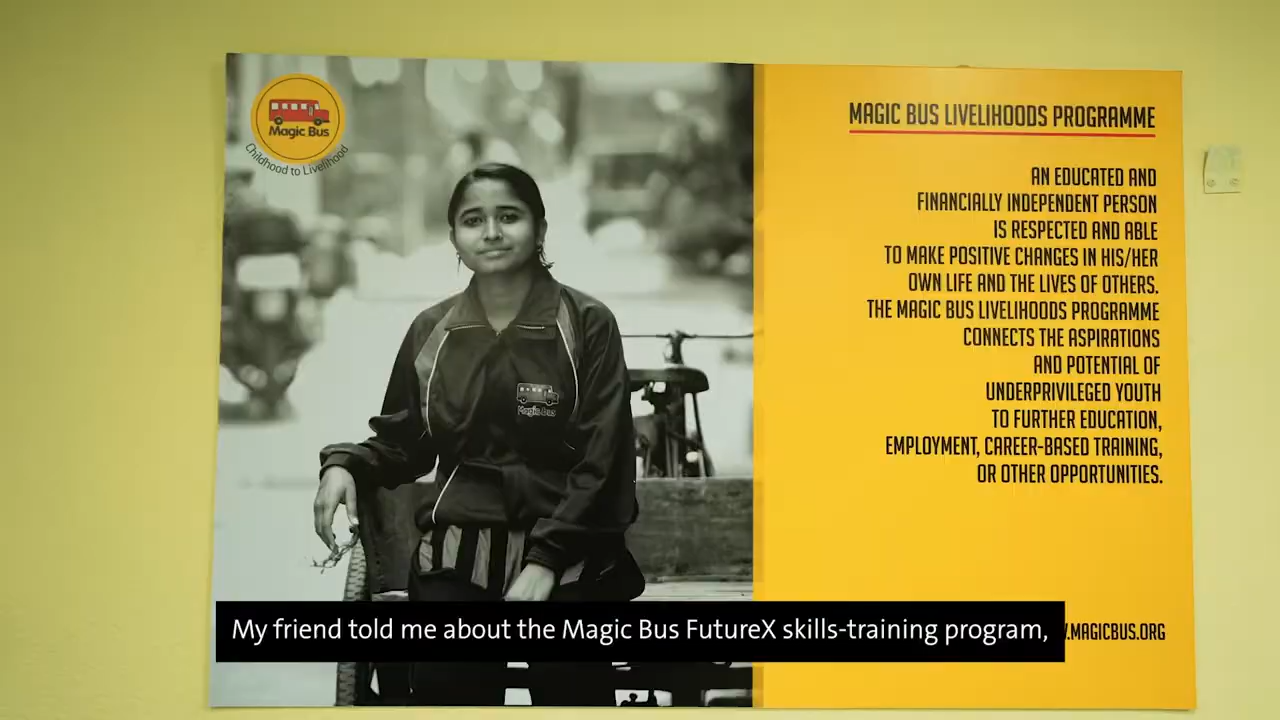 Magic Bus
Childhood to Livelihood
MAGIC BUS LIVELIHOODS PROGRAMME
AN EDUCATED AND
FINANCIALLY INDEPENDENT PERSON
IS RESPECTED AND ABLE
TO MAKE POSITIVE CHANGES IN HIS/HER
OWN LIFE AND THE LIVES OF OTHERS.
THE MAGIC BUS LIVELIHOODS PROGRAMME
CONNECTS THE ASPIRATIONS
AND POTENTIAL OF
UNDERPRIVILEGED YOUTH
TO FURTHER EDUCATION,
EMPLOYMENT, CAREER-BASED TRAINING,
OR OTHER OPPORTUNITIES.
Magic Bus
My friend told me about the Magic Bus FutureX skills-training program,
.MAGICBUS.ORG